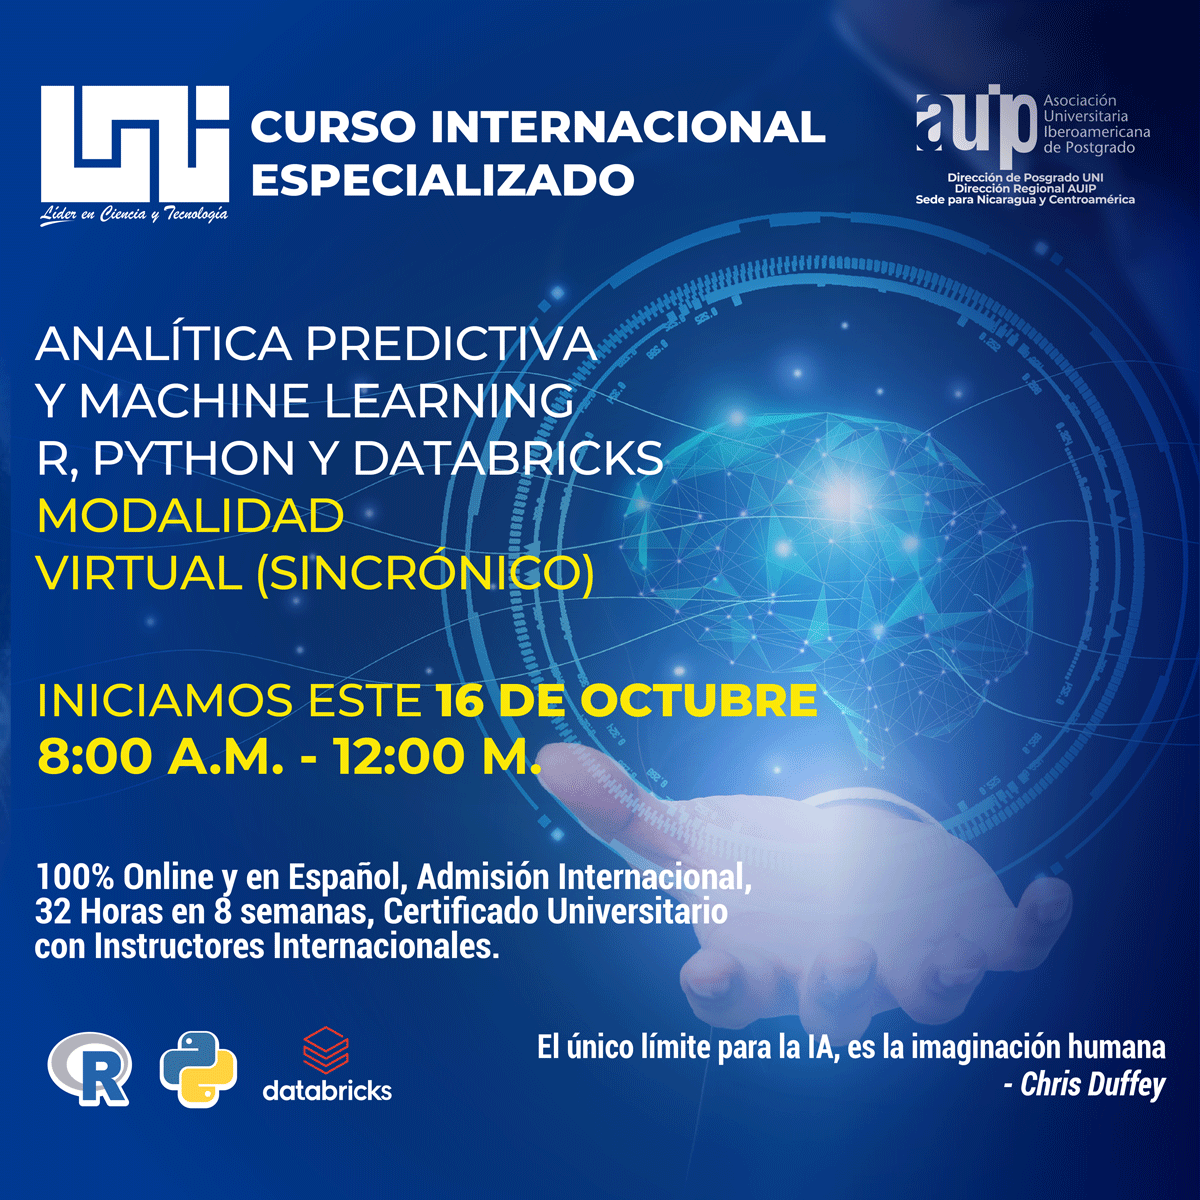 UNI
Líder en Ciencia y Tecnología
CURSO INTERNACIONAL
ESPECIALIZADO
auip
Asociación
Universitaria
Iberoamericana
de Postgrado
Dirección de Posgrado UNI
Dirección Regional AUIP
Sede para Nicaragua y Centroamérica
ANALÍTICA PREDICTIVA
Y MACHINE LEARNING
R, PYTHON Y DATABRICKS
MODALIDAD
VIRTUAL (SINCRÓNICO)
INICIAMOS ESTE 16 DE OCTUBRE
8:00 A.M. - 12:00 M.
100% Online y en Español, Admisión Internacional,
32 Horas en 8 semanas, Certificado Universitario
con Instructores Internacionales.
R
databricks
El único límite para la IA, es la imaginación humana
- Chris Duffey